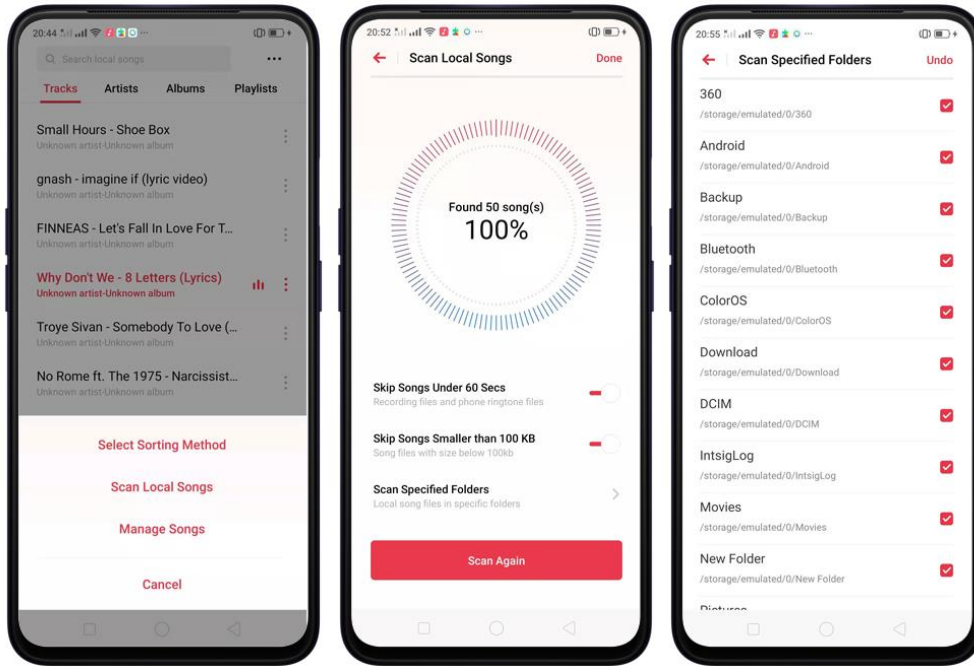 20:44
Search local songs
Tracks Artists Albums Playlists
Small Hours - Shoe Box
Unknown artist-Unknown album
gnash - imagine if (lyric video)
Unknown artist-Unknown album
FINNEAS - Let's Fall In Love For T...
Unknown artist-Unknown album
Why Don't We - 8 Letters (Lyrics)
Unknown artist-Unknown album
Troye Sivan - Somebody To Love (...
Unknown artist-Unknown album
No Rome ft. The 1975 - Narcissist...
Unknown artist-Unknown album
Select Sorting Method
Scan Local Songs
Manage Songs
Cancel
20:52
Scan Local Songs Done
Found 50 song(s)
100%
Skip Songs Under 60 Secs
Recording files and phone ringtone files
Skip Songs Smaller than 100 KB
Song files with size below 100kb
Scan Specified Folders
Local song files in specific folders
Scan Again
20:55
Scan Specified Folders Undo
360
/storage/emulated/0/360
Android
/storage/emulated/0/Android
Backup
/storage/emulated/0/Backup
Bluetooth
/storage/emulated/0/Bluetooth
ColorOS
/storage/emulated/0/ColorOS
Download
/storage/emulated/0/Download
DCIM
/storage/emulated/0/DCIM
IntsigLog
/storage/emulated/0/IntsigLog
Movies
/storage/emulated/0/Movies
New Folder
/storage/emulated/0/New Folder